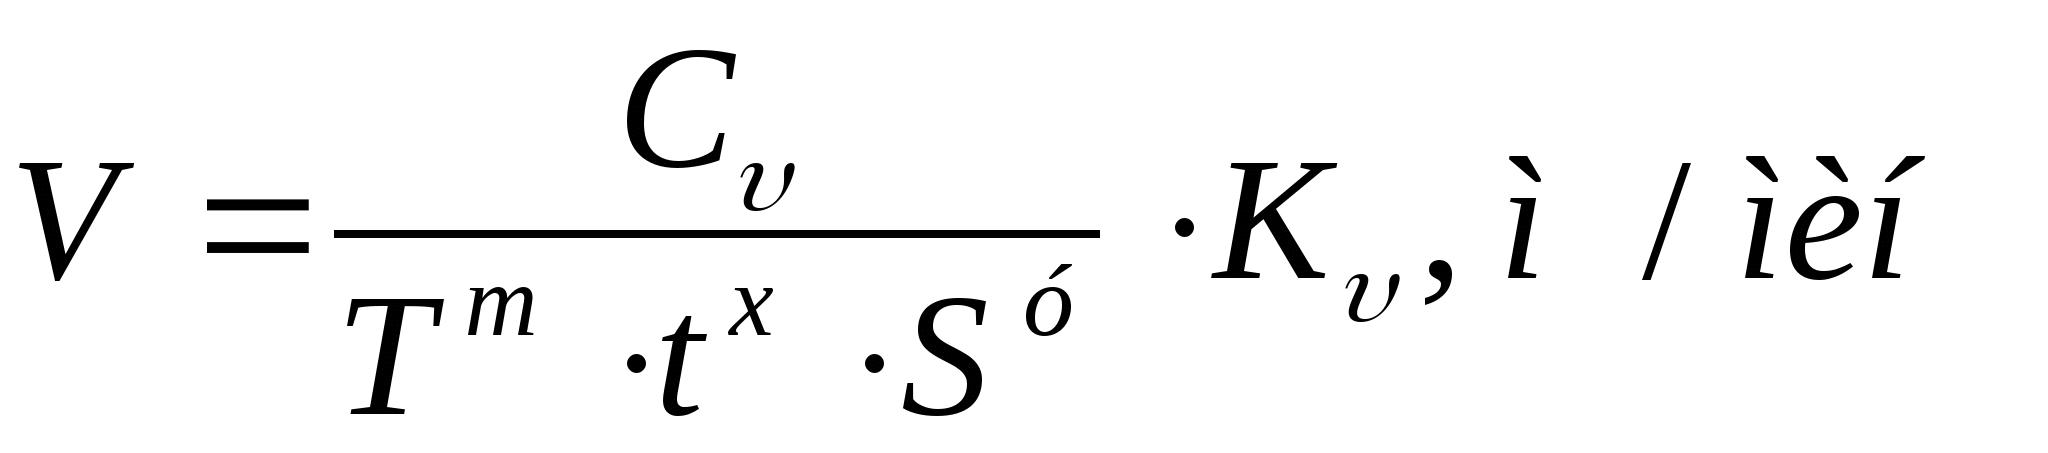 V = C_υ / (T^m · t^x · S^ó) · K_υ, ì / ìèí